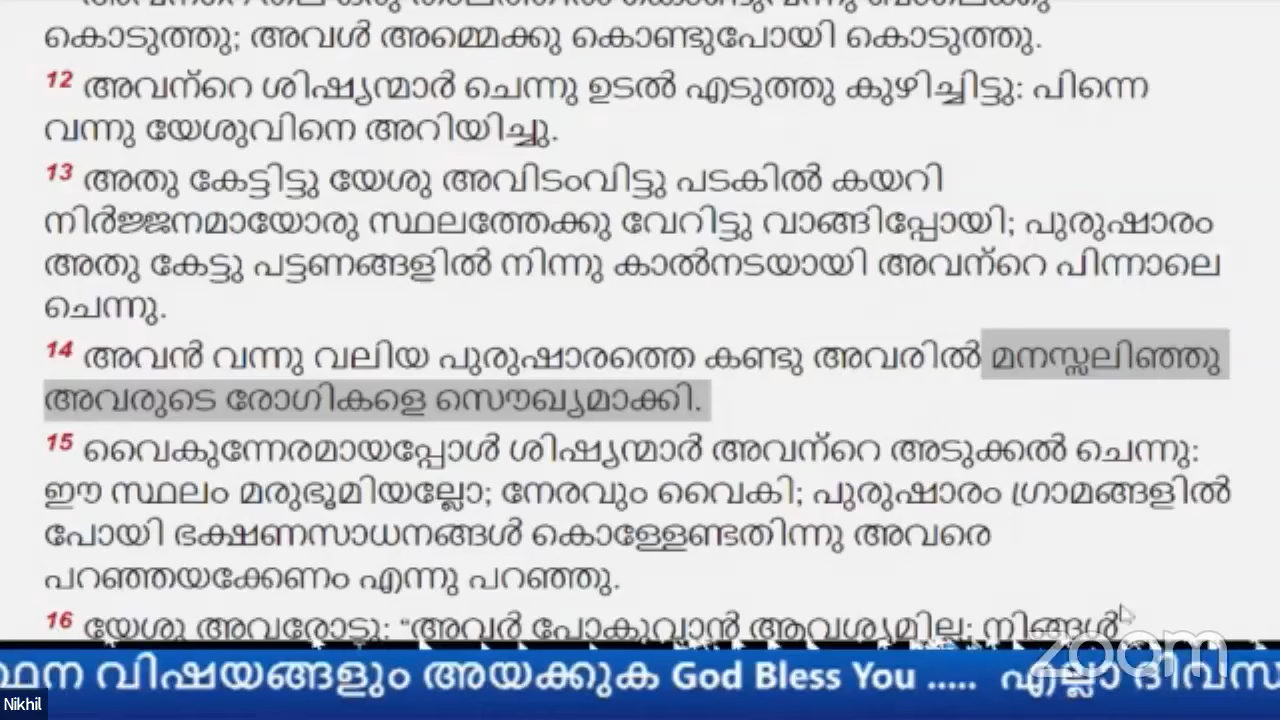 കൊടുത്തു; അവൾ അമ്മെക്കു കൊണ്ടുപോയി കൊടുത്തു.
12 അവന്റെ ശിഷ്യന്മാർ ചെന്നു ഉടൽ എടുത്തു കുഴിച്ചിട്ടു: പിന്നെ
വന്നു യേശുവിനെ അറിയിച്ചു.
13 അതു കേട്ടിട്ടു യേശു അവിടംവിട്ടു പടകിൽ കയറി
നിർജ്ജനമായോരു സ്ഥലത്തേക്കു വേറിട്ടു വാങ്ങിപ്പോയി; പുരുഷാരം
അതു കേട്ടു പട്ടണങ്ങളിൽ നിന്നു കാൽനടയായി അവന്റെ പിന്നാലെ
ചെന്നു.
14 അവൻ വന്നു വലിയ പുരുഷാരത്തെ കണ്ടു അവരിൽ മനസ്സലിഞ്ഞു
അവരുടെ രോഗികളെ സൌഖ്യമാക്കി.
15 വൈകുന്നേരമായപ്പോൾ ശിഷ്യന്മാർ അവന്റെ അടുക്കൽ ചെന്നു:
ഈ സ്ഥലം മരുഭൂമിയല്ലോ; നേരവും വൈകി; പുരുഷാരം ഗ്രാമങ്ങളിൽ
പോയി ഭക്ഷണസാധനങ്ങൾ കൊള്ളേണ്ടതിന്നു അവരെ
പറഞ്ഞയക്കേണം എന്നു പറഞ്ഞു.
16 യേശു അവരോടു: “അവർ പോകുവാൻ ആവശ്യമില്ല; നിങ്ങൾ
zoom
വിഷയങ്ങളും അയക്കുക God Bless You ..... എല്ലാ ദിവസ
Nikhil